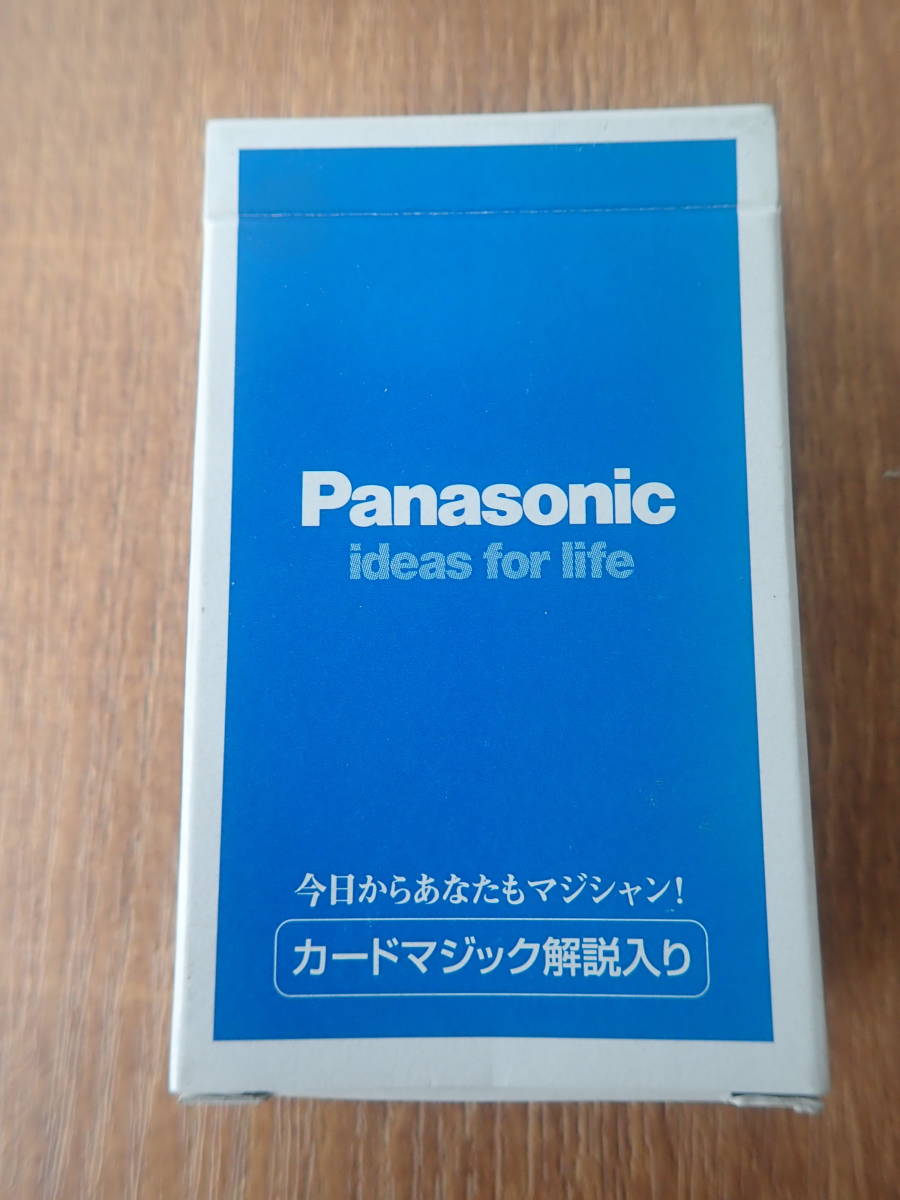 Panasonic
ideas for life
今日からあなたもマジシャン!
カードマジック解説入り